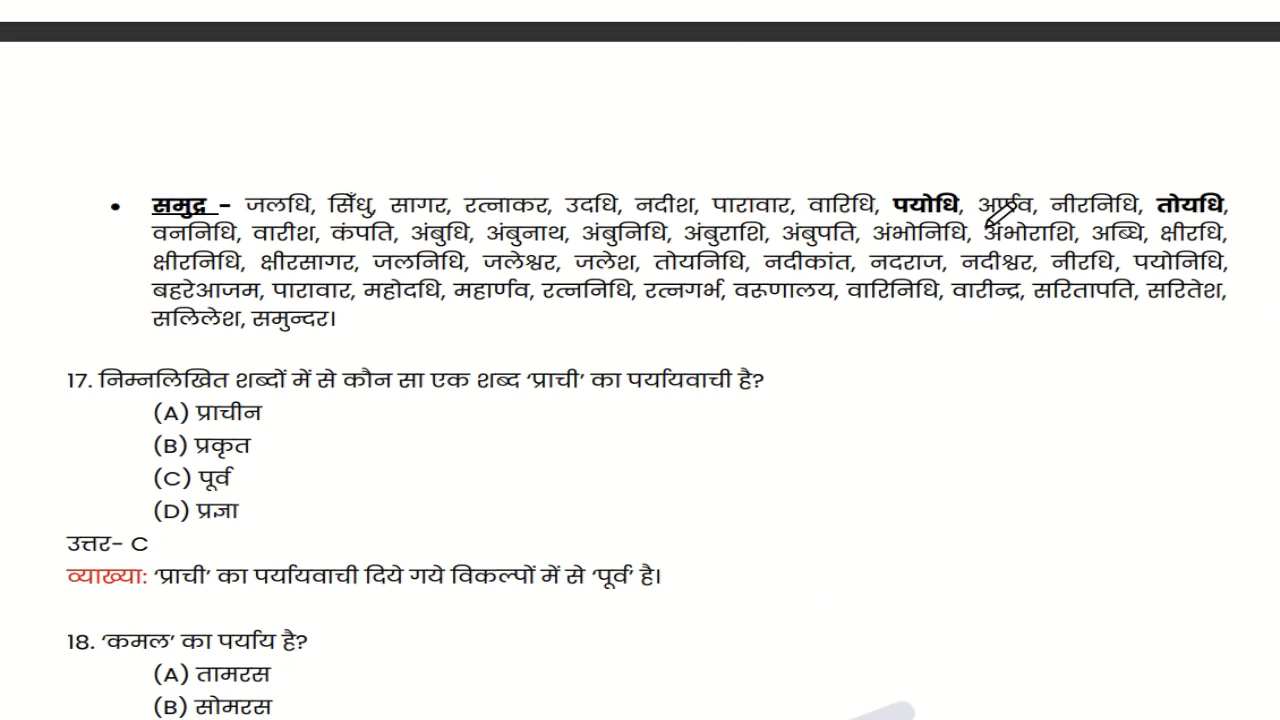 • समुद्र - जलधि, सिँधु, सागर, रत्नाकर, उदधि, नदीश, पारावार, वारिधि, पयोधि, अर्णव, नीरनिधि, तोयधि,
वननिधि, वारीश, कंपति, अंबुधि, अंबुनाथ, अंबुनिधि, अंबुराशि, अंबुपति, अंभोनिधि, अंभोराशि, अब्धि, क्षीरधि,
क्षीरनिधि, क्षीरसागर, जलनिधि, जलेश्वर, जलेश, तोयनिधि, नदीकांत, नदराज, नदीश्वर, नीरधि, पयोनिधि,
बहरेआजम, पारावार, महोदधि, महार्णव, रत्ननिधि, रत्नगर्भ, वरूणालय, वारिनिधि, वारीन्द्र, सरितापति, सरितेश,
सलिलेश, समुन्दर।
17. निम्नलिखित शब्दों में से कौन सा एक शब्द ‘प्राची’ का पर्यायवाची है?
(A) प्राचीन
(B) प्रकृत
(C) पूर्व
(D) प्रज्ञा
उत्तर- C
व्याख्या: ‘प्राची’ का पर्यायवाची दिये गये विकल्पों में से ‘पूर्व’ है।
18. ‘कमल’ का पर्याय है?
(A) तामरस
(B) सोमरस